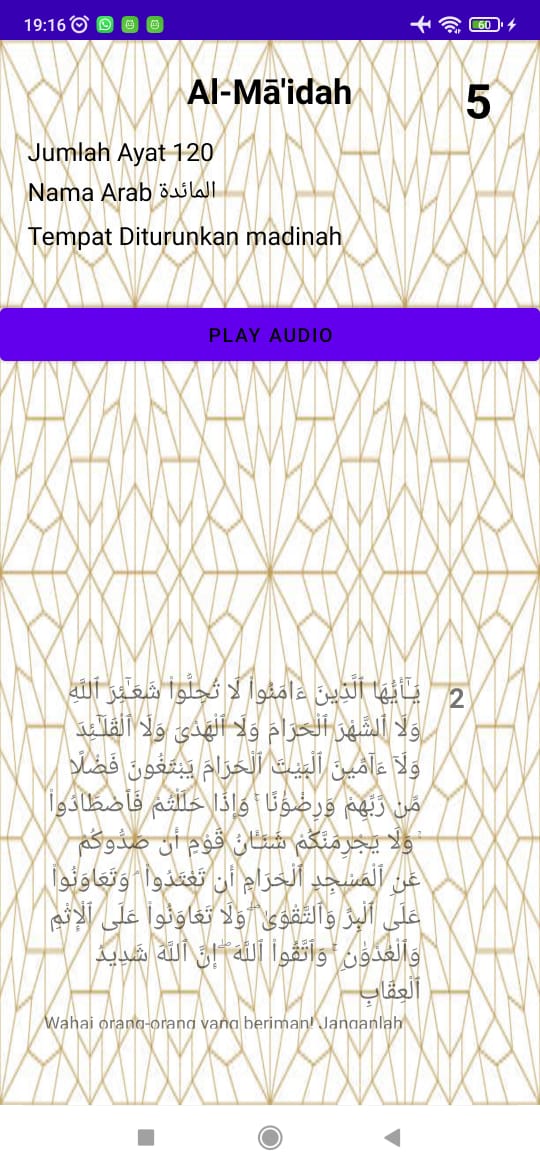 19:16
60
Al-Mā'idah
5
Jumlah Ayat 120
Nama Arab المائدة
Tempat Diturunkan madinah
PLAY AUDIO
2
يَـٰٓأَيُّهَا ٱلَّذِينَ ءَامَنُوا۟ لَا تُحِلُّوا۟ شَعَـٰٓئِرَ ٱللَّهِ
وَلَا ٱلشَّهْرَ ٱلْحَرَامَ وَلَا ٱلْهَدْىَ وَلَا ٱلْقَلَـٰٓئِدَ
وَلَآ ءَآمِّينَ ٱلْبَيْتَ ٱلْحَرَامَ يَبْتَغُونَ فَضْلًا
مِّن رَّبِّهِمْ وَرِضْوَٰنًا ۚ وَإِذَا حَلَلْتُمْ فَٱصْطَادُوا۟
ۚ وَلَا يَجْرِمَنَّكُمْ شَنَـَٔانُ قَوْمٍ أَن صَدُّوكُمْ
عَنِ ٱلْمَسْجِدِ ٱلْحَرَامِ أَن تَعْتَدُوا۟ ۘ وَتَعَاوَنُوا۟
عَلَى ٱلْبِرِّ وَٱلتَّقْوَىٰ ۖ وَلَا تَعَاوَنُوا۟ عَلَى ٱلْإِثْمِ
وَٱلْعُدْوَٰنِ ۚ وَٱتَّقُوا۟ ٱللَّهَ ۖ إِنَّ ٱللَّهَ شَدِيدُ
ٱلْعِقَابِ
Wahai orang-orang yang beriman! Janganlah